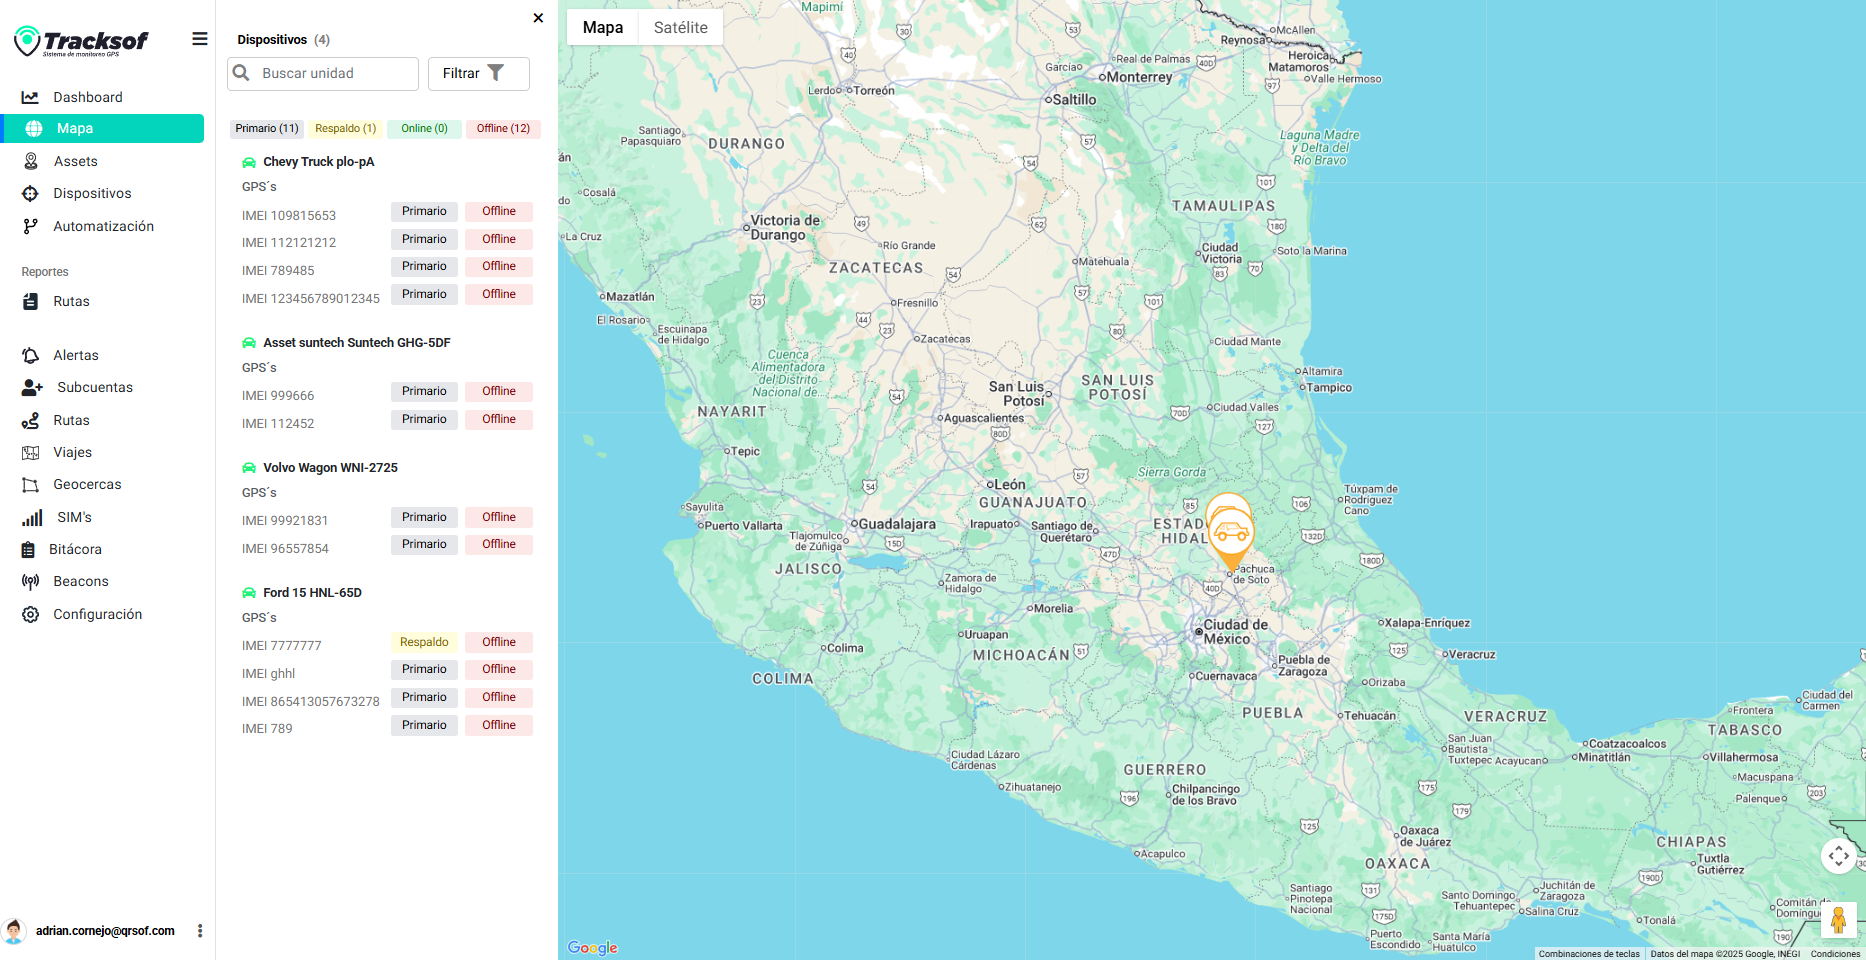 Tracksof
Sistema de monitoreo GPS
Dashboard
Mapa
Assets
Dispositivos
Automatización
Reportes
Rutas
Alertas
Subcuentas
Rutas
Viajes
Geocercas
SIM's
Bitácora
Beacons
Configuración
adrian.cornejo@qrsof.com
Dispositivos (4)
Buscar unidad
Filtrar
Primario (11) Respaldo (1) Online (0) Offline (12)
Chevy Truck plo-pA
GPS´s
IMEI 109815653 Primario Offline
IMEI 112121212 Primario Offline
IMEI 789485 Primario Offline
IMEI 123456789012345 Primario Offline
Asset suntech Suntech GHG-5DF
GPS´s
IMEI 999666 Primario Offline
IMEI 112452 Primario Offline
Volvo Wagon WNI-2725
GPS´s
IMEI 99921831 Primario Offline
IMEI 96557854 Primario Offline
Ford 15 HNL-65D
GPS´s
IMEI 7777777 Respaldo Offline
IMEI ghhl Primario Offline
IMEI 865413057673278 Primario Offline
IMEI 789 Primario Offline
Mapa Satélite
Mapimí
McAllen
Reynosa
Heroica
Matamoros
Real de Palmas
García
Monterrey
Valle Hermoso
Lerdo
Torreón
Saltillo
Santiago
Papasquiaro
DURANGO
Laguna Madre
y Delta del
Río Bravo
Cosalá
TAMAULIPAS
Victoria de
Durango
La Cruz
Río Grande
Ciudad
Victoria
Soto la Marina
ZACATECAS
Matehuala
Mazatlán
Fresnillo
El Rosario
Escuinapa
de Hidalgo
Zacatecas
Ciudad Mante
Cuenca
Alimentadora
del Distrito
Nacional de...
San Luis
Potosí
SAN LUIS
POTOSÍ
Altamira
Tampico
NAYARIT
Aguascalientes
Ciudad Valles
Tepic
Sierra Gorda
León
GUANAJUATO
Túxpam de
Rodríguez
Cano
Sayulita
Puerto Vallarta
Guadalajara
Irapuato
Santiago de
Querétaro
ESTADO
HIDAL
Tlajomulco
de Zúñiga
JALISCO
Zamora de
Hidalgo
Pachuca
de Soto
Morelia
Ciudad de
México
Xalapa-Enríquez
Uruapan
Colima
MICHOACÁN
Puebla de
Zaragoza
Veracruz
COLIMA
Cuernavaca
Orizaba
PUEBLA
Tehuacán
VERACRUZ
Ciudad del
Carmen
Frontera
TABASCO
San Juan
Bautista
Tuxtepec
Acayucan
Coatzacoalcos
Minatitlán
Villahermosa
Macuspana
Palenque
Ciudad Lázaro
Cárdenas
GUERRERO
Zihuatanejo
Chilpancingo
de los Bravo
Oaxaca
de Juárez
Acapulco
OAXACA
CHIAPAS
Tuxtla
Gutiérrez
Santiago
Pinotepa
Nacional
Santo Domingo
Tehuantepec
Juchitán de
Zaragoza
Salina Cruz
Tonalá
Comitán de
Domíngu
Puerto
Escondido
Santa María
Huatulco
Google
Combinaciones de teclas Datos del mapa ©2025 Google, INEGI Condiciones